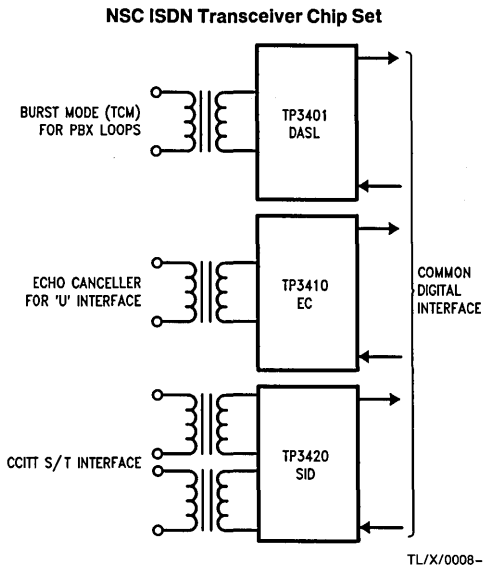 NSC ISDN Transceiver Chip Set
BURST MODE (TCM)
FOR PBX LOOPS
TP3401
DASL
ECHO CANCELLER
FOR 'U' INTERFACE
TP3410
EC
COMMON
DIGITAL
INTERFACE
CCITT S/T INTERFACE
TP3420
SID
TL/X/0008-